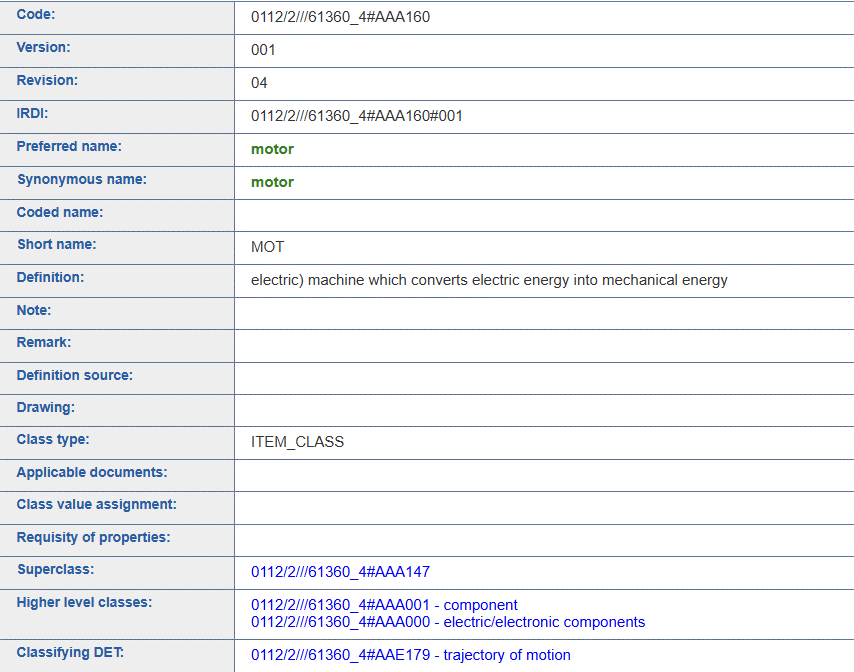 Code: 0112/2///61360_4#AAA160
Version: 001
Revision: 04
IRDI: 0112/2///61360_4#AAA160#001
Preferred name: motor
Synonymous name: motor
Coded name:
Short name: MOT
Definition: electric) machine which converts electric energy into mechanical energy
Note:
Remark:
Definition source:
Drawing:
Class type: ITEM_CLASS
Applicable documents:
Class value assignment:
Requisity of properties:
Superclass: 0112/2///61360_4#AAA147
Higher level classes: 0112/2///61360_4#AAA001 - component
0112/2///61360_4#AAA000 - electric/electronic components
Classifying DET: 0112/2///61360_4#AAE179 - trajectory of motion